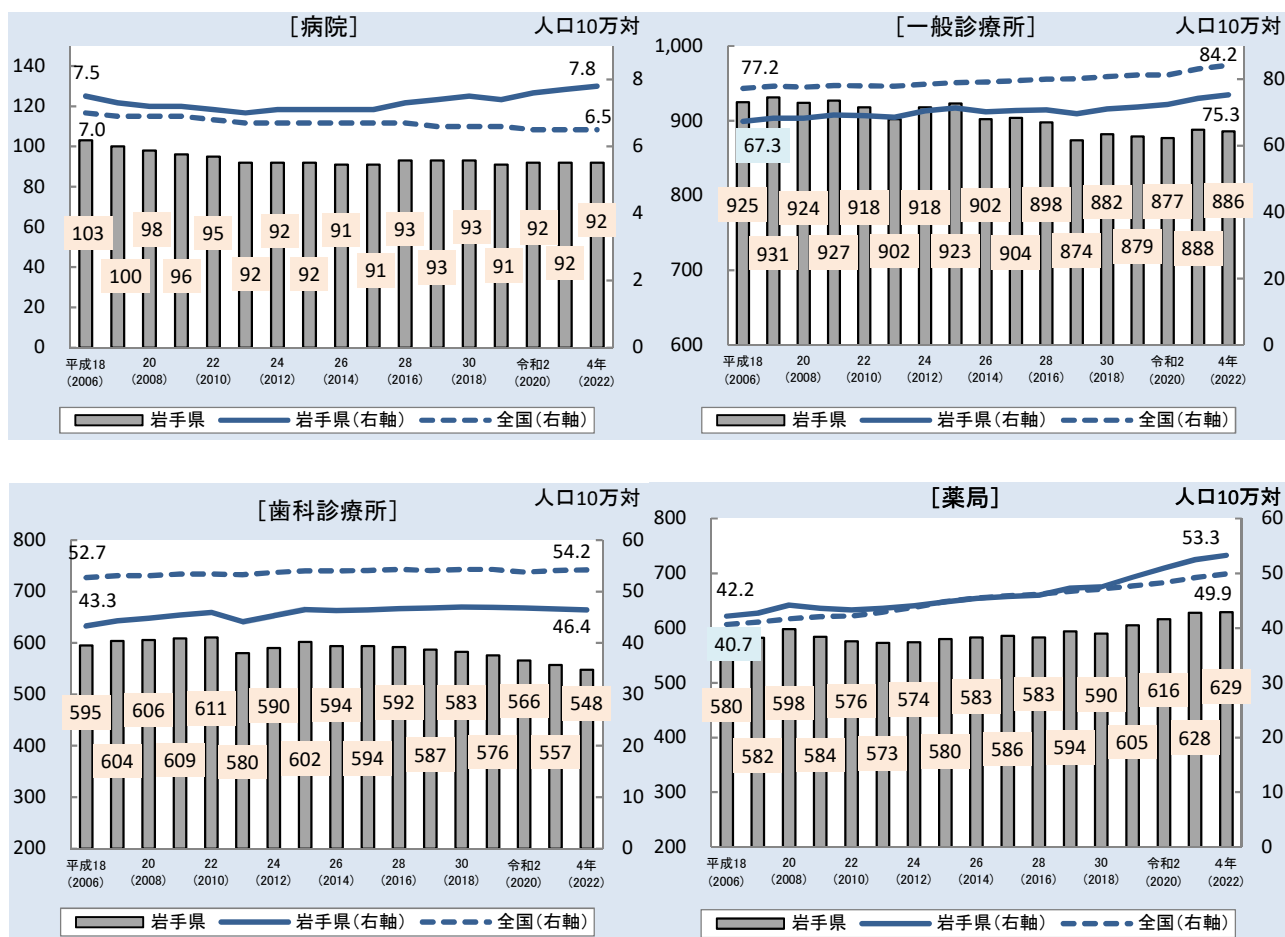 [病院] 人口10万対
140
120
100
80
60
40
20
0
8
6
4
2
0
7.5
7.0
7.8
6.5
103 98 95 92 91 93 93 92 92
100 96 92 92 91 93 91 92
平成18 20 22 24 26 28 30 令和2 4年
(2006) (2008) (2010) (2012) (2014) (2016) (2018) (2020) (2022)
岩手県 岩手県(右軸) 全国(右軸)
[一般診療所] 人口10万対
1,000
900
800
700
600
80
60
40
20
0
77.2
67.3
84.2
75.3
925 924 918 918 902 898 882 877 886
931 927 902 923 904 874 879 888
平成18 20 22 24 26 28 30 令和2 4年
(2006) (2008) (2010) (2012) (2014) (2016) (2018) (2020) (2022)
岩手県 岩手県(右軸) 全国(右軸)
[歯科診療所] 人口10万対
800
700
600
500
400
300
200
60
50
40
30
20
10
0
52.7
43.3
54.2
46.4
595 606 611 590 594 592 583 566 548
604 609 580 602 594 587 576 557
平成18 20 22 24 26 28 30 令和2 4年
(2006) (2008) (2010) (2012) (2014) (2016) (2018) (2020) (2022)
岩手県 岩手県(右軸) 全国(右軸)
[薬局] 人口10万対
800
700
600
500
400
300
200
60
50
40
30
20
10
0
42.2
40.7
53.3
49.9
580 598 576 574 583 583 590 616 629
582 584 573 580 586 594 605 628
平成18 20 22 24 26 28 30 令和2 4年
(2006) (2008) (2010) (2012) (2014) (2016) (2018) (2020) (2022)
岩手県 岩手県(右軸) 全国(右軸)